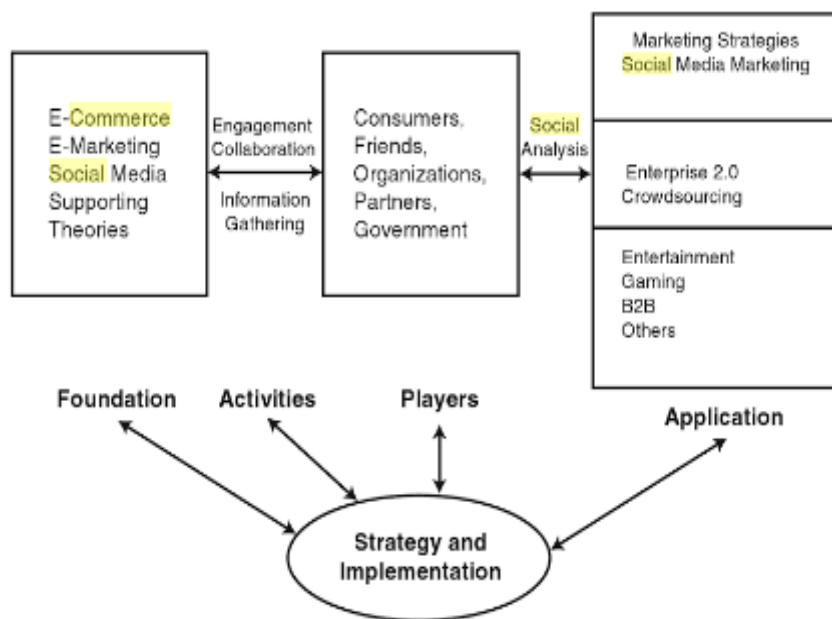 E-Commerce
E-Marketing
Social Media
Supporting
Theories
Engagement
Collaboration
Information
Gathering
Consumers,
Friends,
Organizations,
Partners,
Government
Social
Analysis
Marketing Strategies
Social Media Marketing
Enterprise 2.0
Crowdsourcing
Entertainment
Gaming
B2B
Others
Foundation
Activities
Players
Application
Strategy and
Implementation